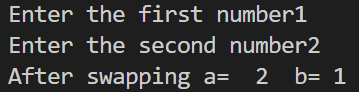 Enter the first number1
Enter the second number2
After swapping a=  2  b= 1